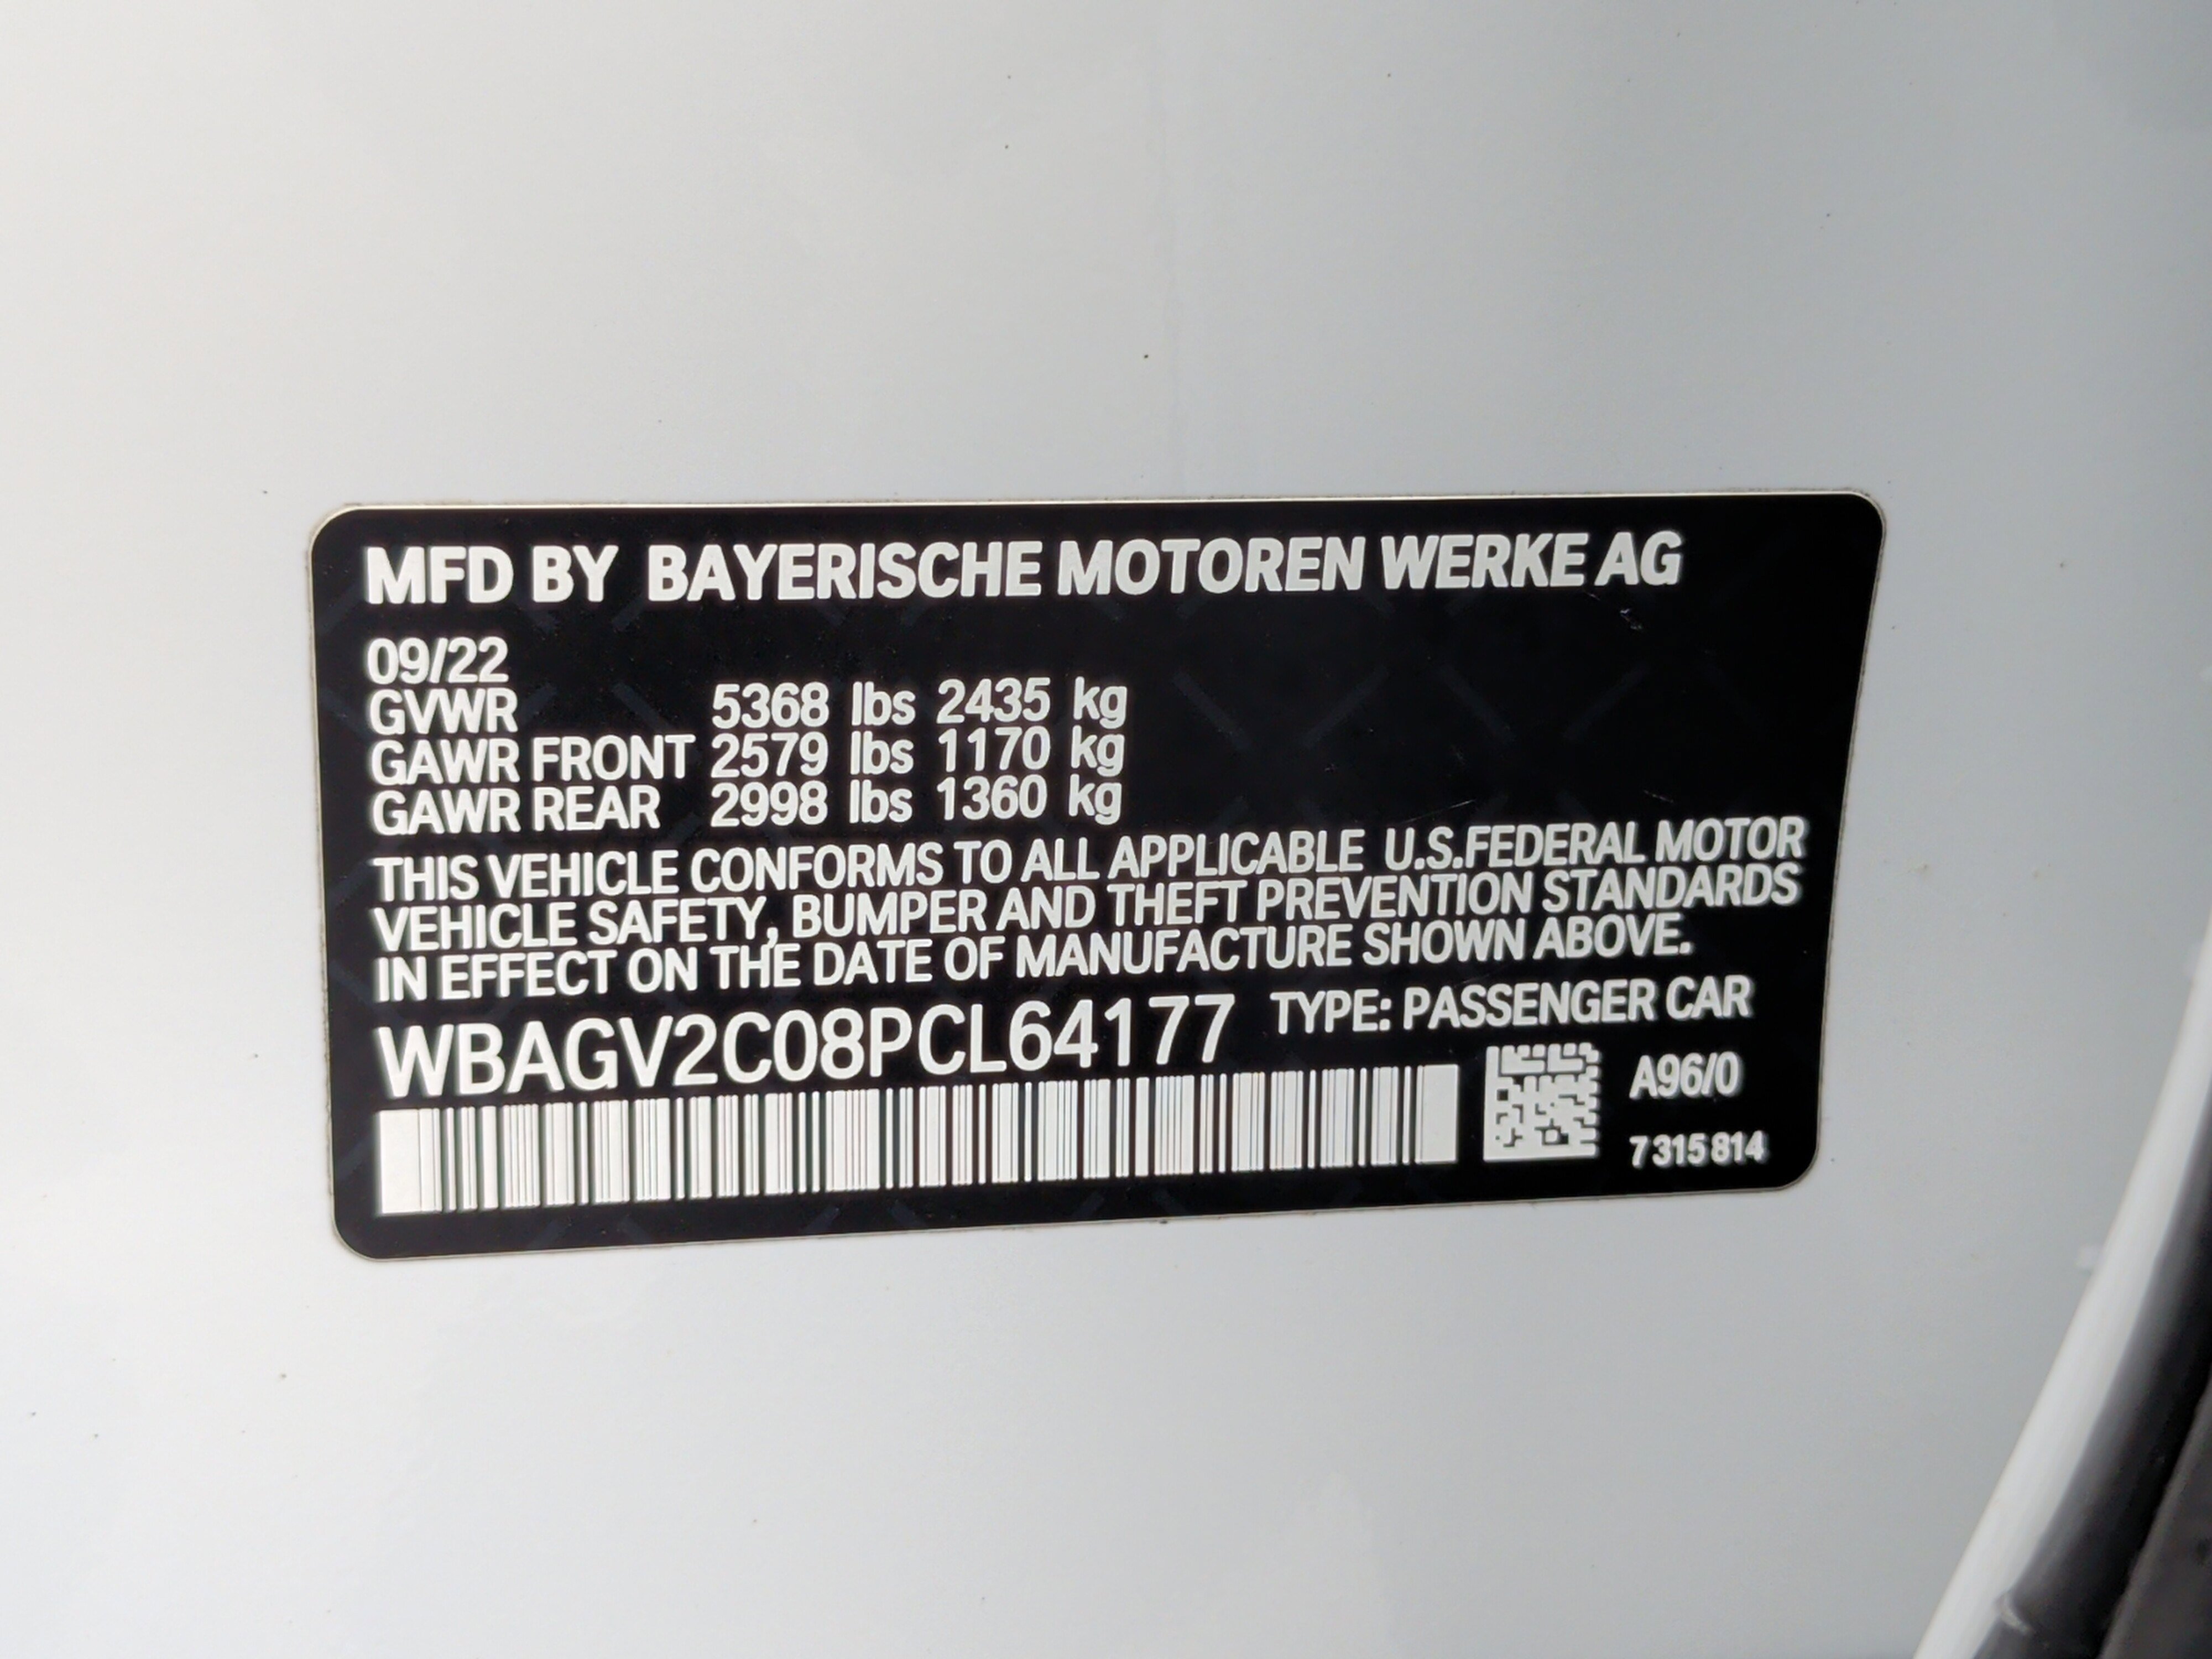 MFD BY BAYERISCHE MOTOREN WERKE AG
09/22
GVWR 5368 lbs 2435 kg
GAWR FRONT 2579 lbs 1170 kg
GAWR REAR 2998 lbs 1360 kg
THIS VEHICLE CONFORMS TO ALL APPLICABLE U.S.FEDERAL MOTOR
VEHICLE SAFETY, BUMPER AND THEFT PREVENTION STANDARDS
IN EFFECT ON THE DATE OF MANUFACTURE SHOWN ABOVE.
WBAGV2C08PCL64177 TYPE: PASSENGER CAR
A96/0
7 315 814